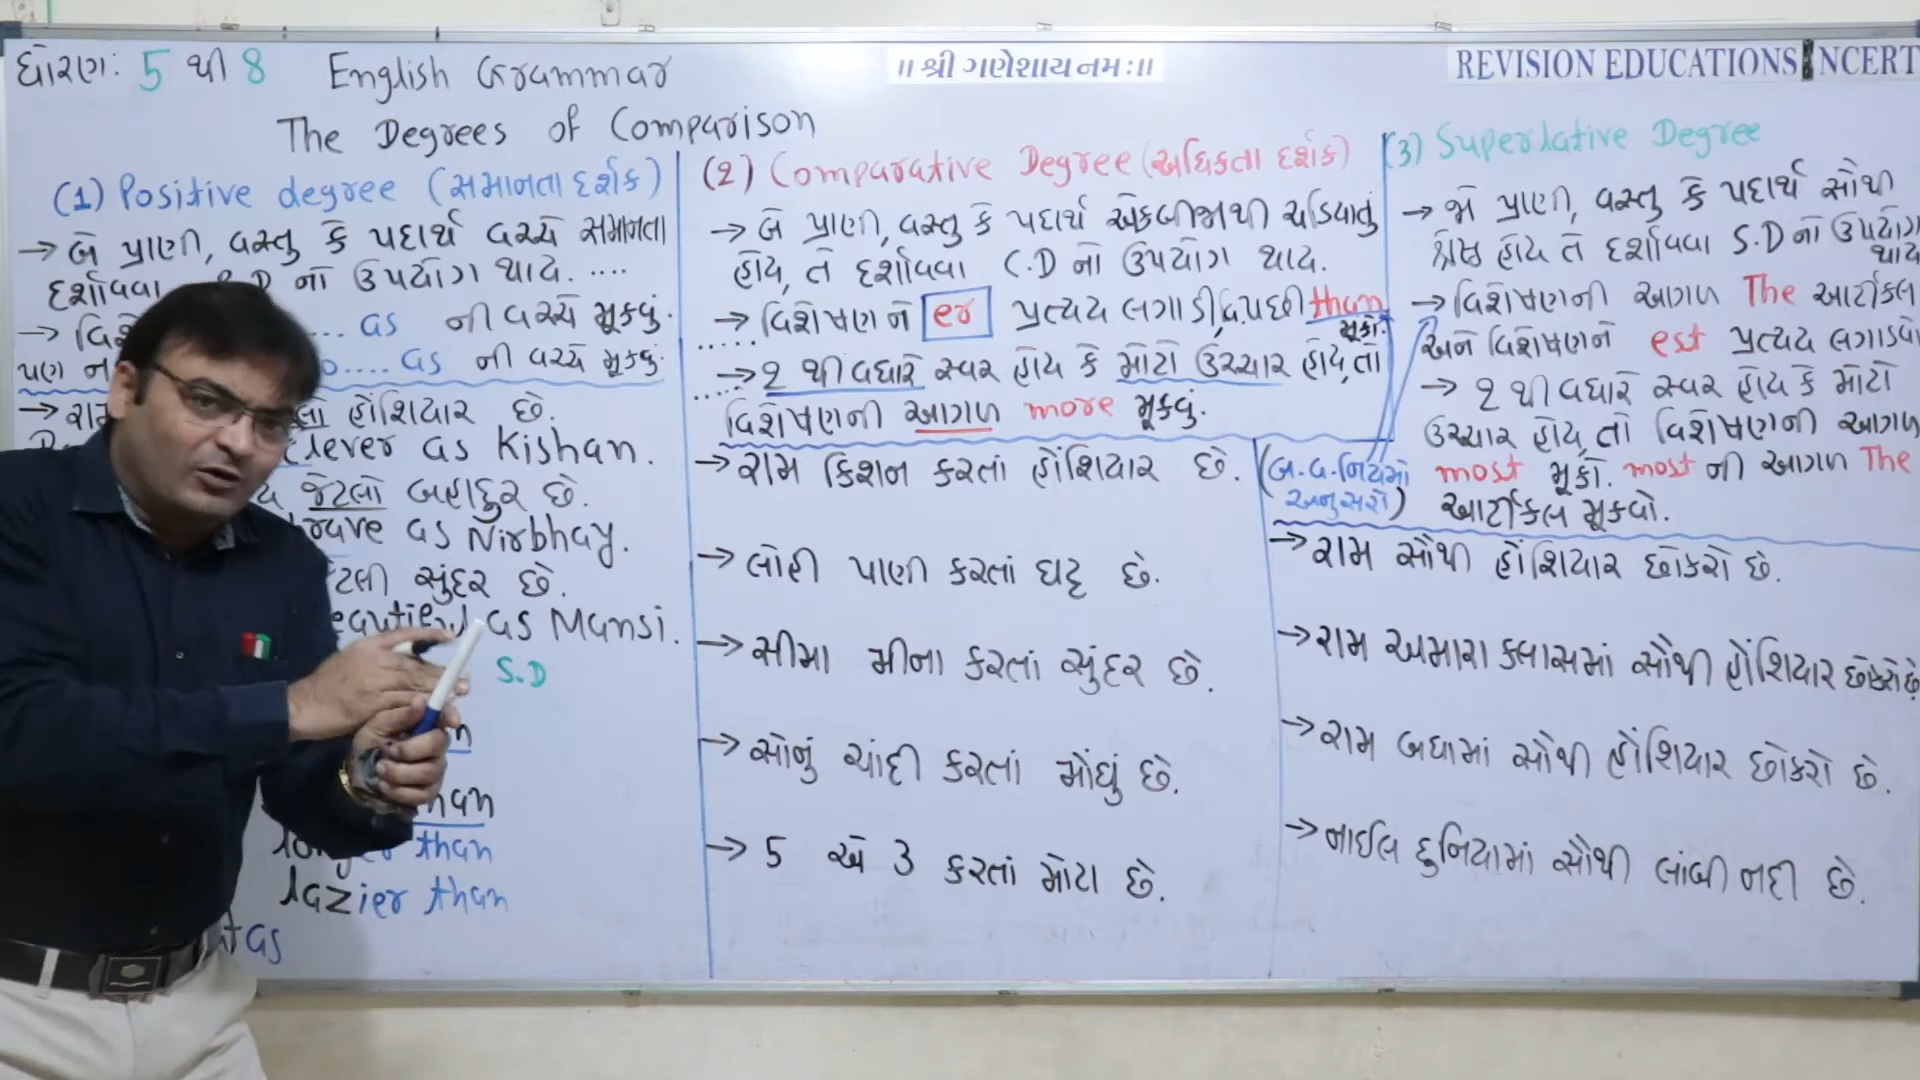 ધોરણ: 5 થી 8
English Grammar
॥ શ્રી ગણેશાય નમઃ ॥
REVISION EDUCATIONS NCERT
The Degrees of Comparison
(1) Positive degree (સમાનતા દર્શક)
→ બે પ્રાણી, વસ્તુ કે પદાર્થ વચ્ચે સમાનતા
દર્શાવવા P.D નો ઉપયોગ થાય. ....
.... as ની વચ્ચે મૂકવું.
પણ ન
.... as ની વચ્ચે મૂકવું.
હોંશિયાર છે.
clever as Kishan.
જેટલો બહાદુર છે.
brave as Nirbhay.
જેટલી સુંદર છે.
beautiful as Mansi.
S.D
than
longer than
lazier than
as
(2) Comparative Degree (અધિકતા દર્શક)
→ બે પ્રાણી, વસ્તુ કે પદાર્થ એકબીજાથી ચડિયાતું
હોય, તે દર્શાવવા C.D નો ઉપયોગ થાય.
→ વિશેષણને er પ્રત્યય લગાડી, વિ.પછી than
મૂકો.
→ 2 થી વધારે સ્વર હોય કે મોટો ઉચ્ચાર હોય, તો
વિશેષણની આગળ more મૂકવું.
→ રામ કિશન કરતાં હોંશિયાર છે.
→ લોહી પાણી કરતાં ઘટ્ટ છે.
→ સીમા મીના કરતાં સુંદર છે.
→ સોનું ચાંદી કરતાં મોંઘું છે.
→ 5 એ 3 કરતાં મોટા છે.
(3) Superlative Degree
→ જે પ્રાણી, વસ્તુ કે પદાર્થ સૌથી
શ્રેષ્ઠ હોય તે દર્શાવવા S.D નો ઉપયોગ
થાય
→ વિશેષણની આગળ The આર્ટીકલ
અને વિશેષણને est પ્રત્યય લગાડવો
→ 2 થી વધારે સ્વર હોય કે મોટો
ઉચ્ચાર હોય, તો વિશેષણની આગળ
most મૂકો. most ની આગળ The
આર્ટીકલ મૂકવો.
(બ.વ.નિયમો
અનુસરો)
→ રામ સૌથી હોંશિયાર છોકરો છે.
→ રામ અમારા ક્લાસમાં સૌથી હોંશિયાર છોકરો છે
→ રામ બધામાં સૌથી હોંશિયાર છોકરો છે.
→ નાઈલ દુનિયામાં સૌથી લાંબી નદી છે.